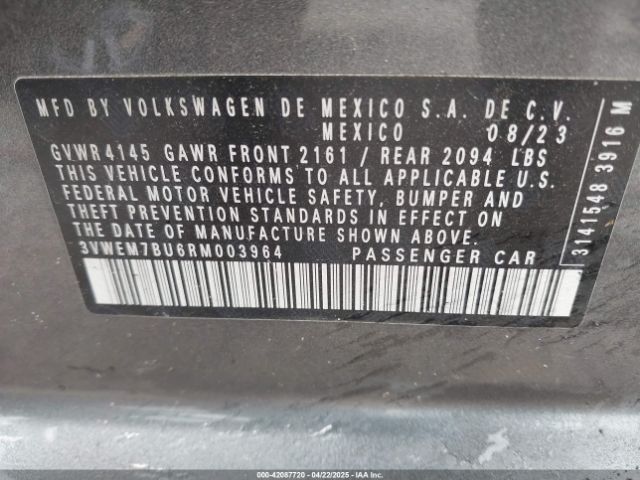 MFD BY VOLKSWAGEN DE MEXICO S.A. DE C.V.
MEXICO 08/23
GVWR 4145 GAWR FRONT 2161 / REAR 2094 LBS
THIS VEHICLE CONFORMS TO ALL APPLICABLE U.S.
FEDERAL MOTOR VEHICLE SAFETY, BUMPER AND
THEFT PREVENTION STANDARDS IN EFFECT ON
THE DATE OF MANUFACTURE SHOWN ABOVE.
3VWEM7BU6RM003964 PASSENGER CAR
3141548 3916 M
000-42087720 - 04/22/2025 - IAAI.COM